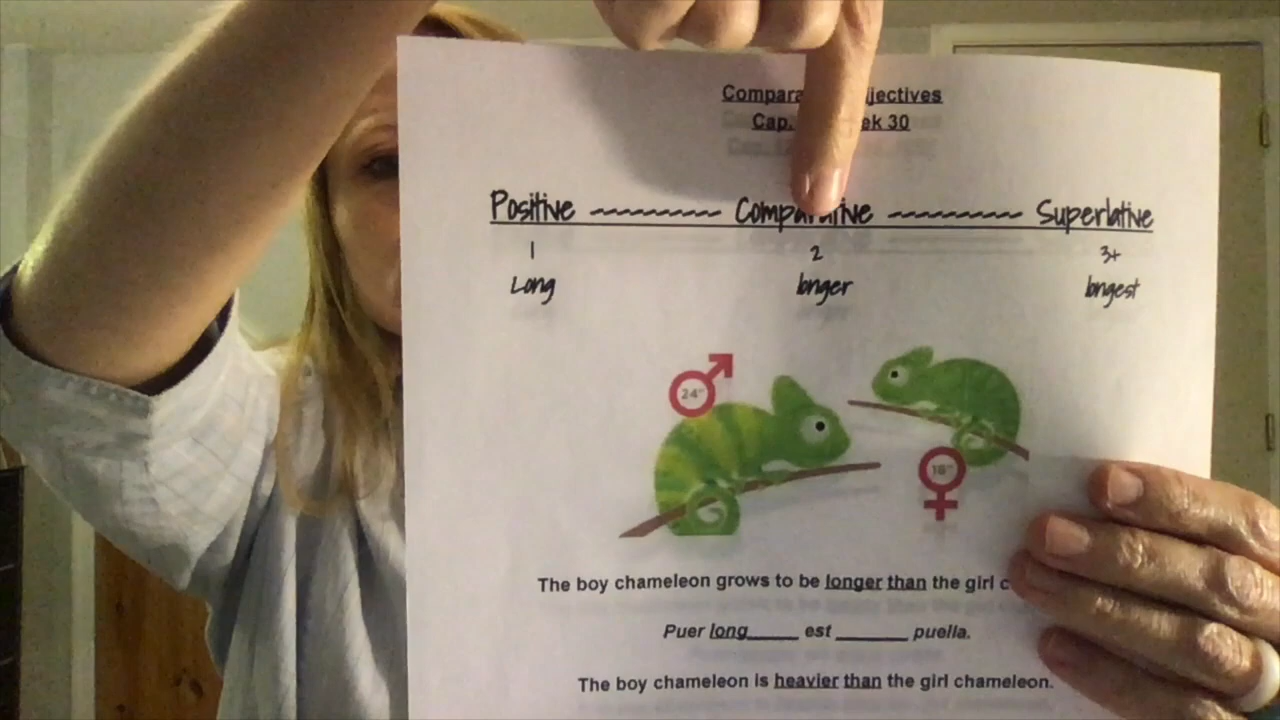 Compara jectives
Cap. ek 30
Positive ---------- Comparative ---------- Superlative
1 2 3+
Long longer longest
24"
18"
The boy chameleon grows to be longer than the girl c
Puer long_____ est _______ puella.
The boy chameleon is heavier than the girl chameleon.